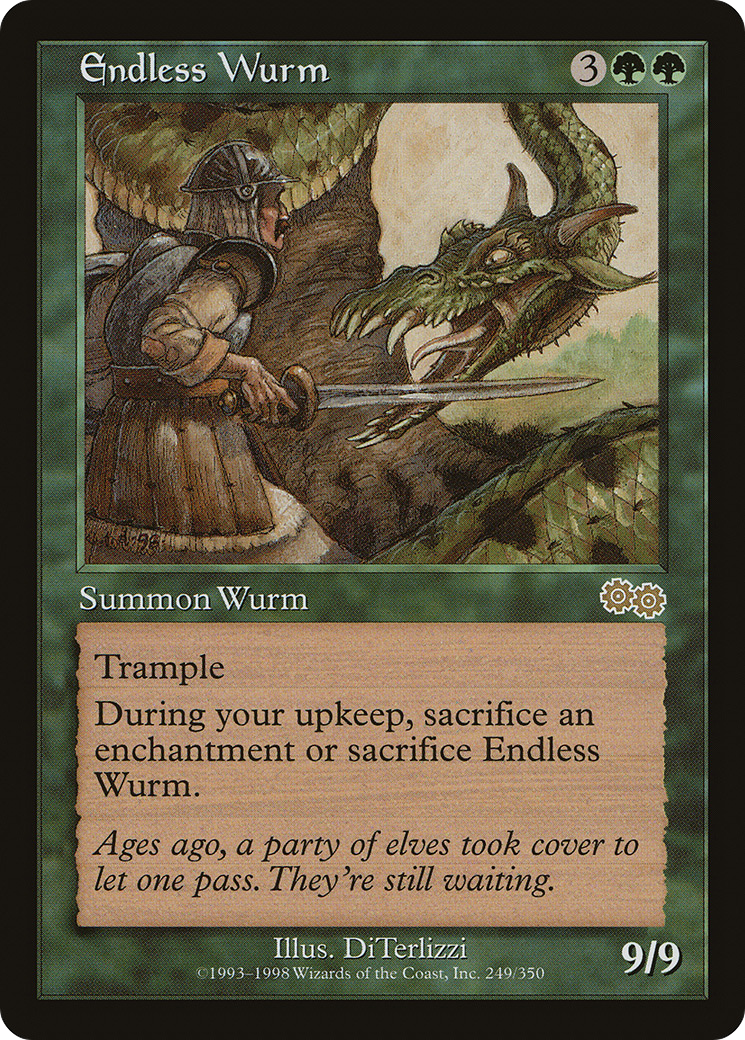 Endless Wurm 3
Summon Wurm
Trample
During your upkeep, sacrifice an
enchantment or sacrifice Endless
Wurm.
Ages ago, a party of elves took cover to
let one pass. They're still waiting.
Illus. DiTerlizzi
©1993–1998 Wizards of the Coast, Inc. 249/350
9/9